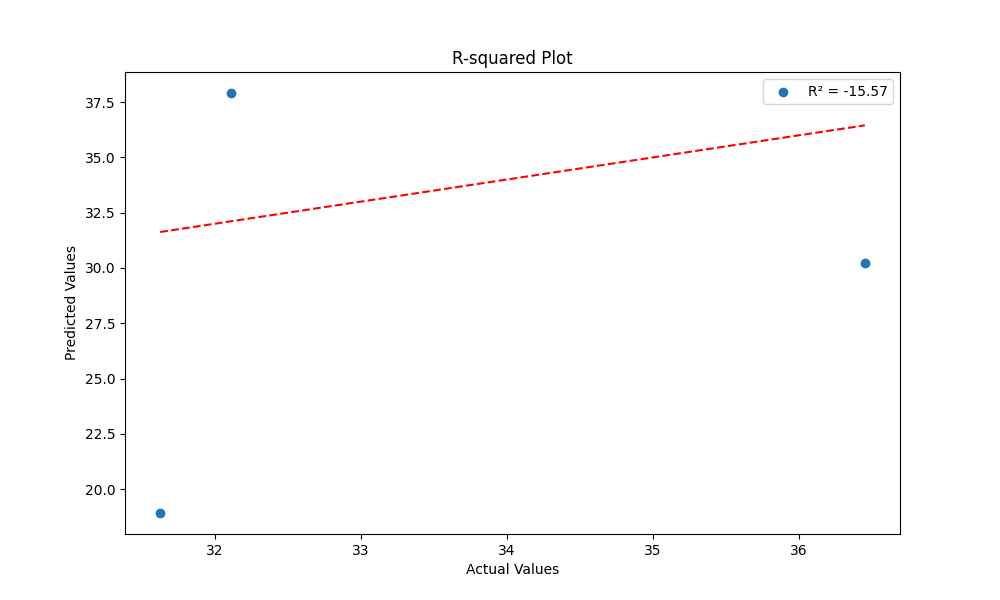 R-squared Plot
R² = -15.57
37.5
35.0
32.5
30.0
27.5
25.0
22.5
20.0
Predicted Values
32 33 34 35 36
Actual Values